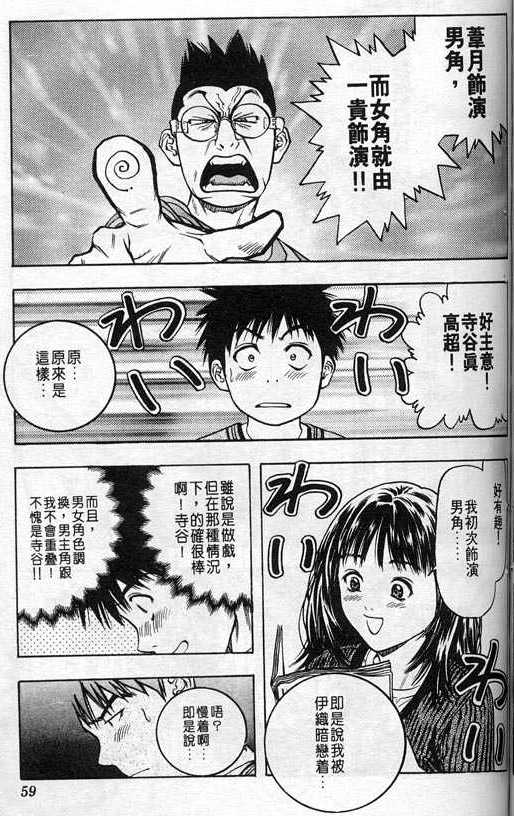 葦月飾演
男角，
而女角就由
一貴飾演!!
好主意！
寺谷真
高超！
わい
わい
原…
原來是
這樣…
好有趣！
我初次飾演
男角……
わい
わい
即是說我被
伊織暗戀着…
雖說是做戲，
但在那種情況
下，的確很棒
啊！寺谷！
而且，
男女角色調
換，男主角跟
我不會重疊！
不愧是寺谷!!
唔？
慢着啊…
即是說…
59